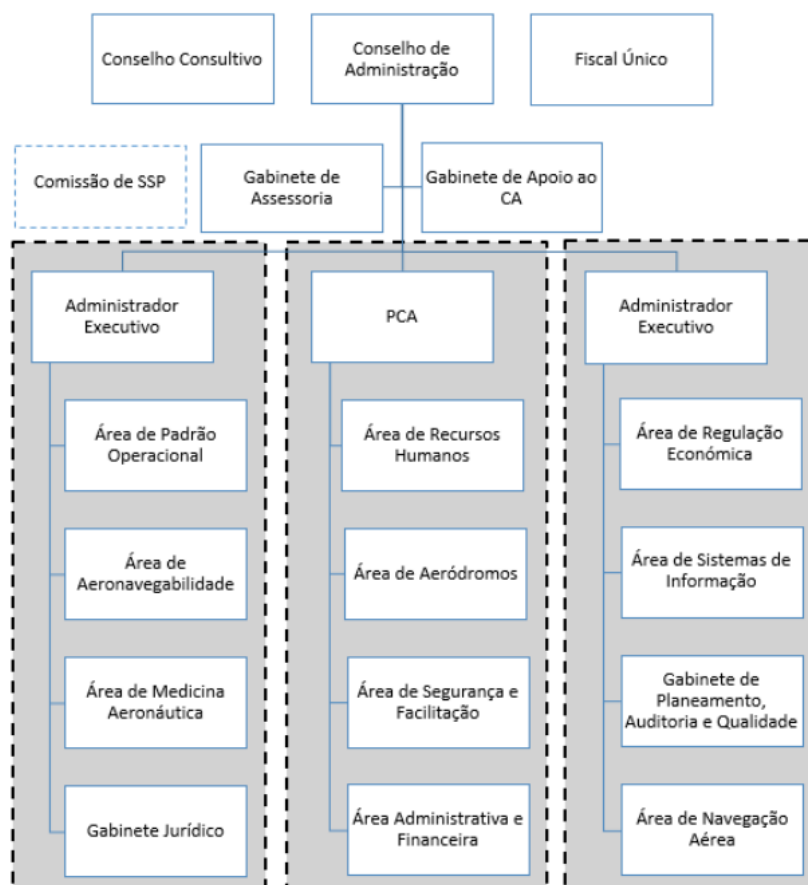 Conselho Consultivo
Conselho de
Administração
Fiscal Único
Comissão de SSP
Gabinete de
Assessoria
Gabinete de Apoio ao
CA
Administrador
Executivo
PCA
Administrador
Executivo
Área de Padrão
Operacional
Área de Recursos
Humanos
Área de Regulação
Económica
Área de
Aeronavegabilidade
Área de Aeródromos
Área de Sistemas de
Informação
Área de Medicina
Aeronáutica
Área de Segurança e
Facilitação
Gabinete de
Planeamento,
Auditoria e Qualidade
Gabinete Jurídico
Área Administrativa e
Financeira
Área de Navegação
Aérea